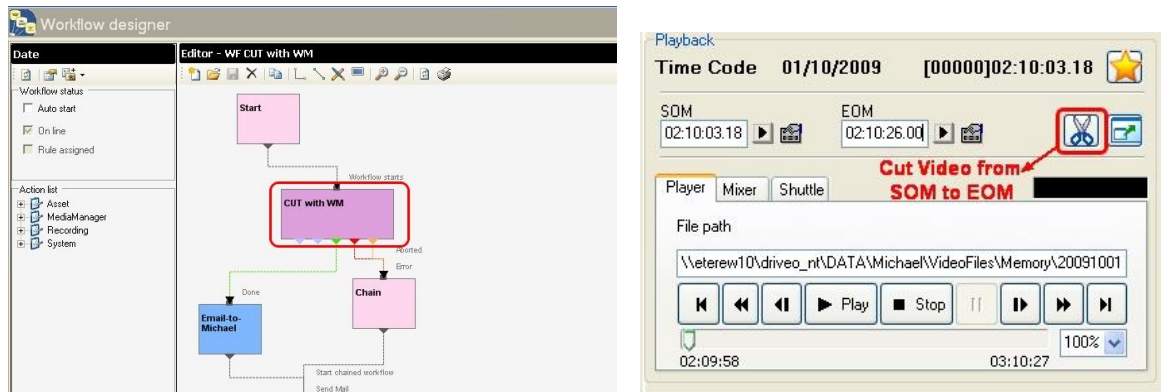 Workflow designer
Date
Editor - WF CUT with WM
Workflow status
Auto start
On line
Rule assigned
Action list
Asset
MediaManager
Recording
System
Start
Workflow starts
CUT with WM
Aborted
Error
Done
Chain
Email-to-
Michael
Start chained workflow
Send Mail
Playback
Time Code 01/10/2009 [00000]02:10:03.18
SOM EOM
02:10:03.18 02:10:26.00
Cut Video from
SOM to EOM
Player Mixer Shuttle
File path
\\eterew10\driveo_nt\DATA\Michael\VideoFiles\Memory\20091001
Play Stop
100%
02:09:58 03:10:27